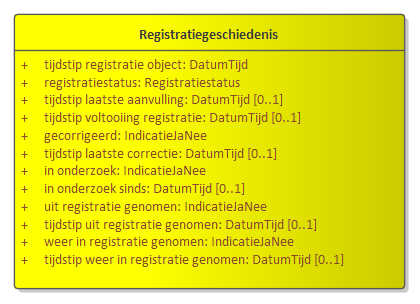 Registratiegeschiedenis
+ tijdstip registratie object: DatumTijd
+ registratiestatus: Registratiestatus
+ tijdstip laatste aanvulling: DatumTijd [0..1]
+ tijdstip voltooiing registratie: DatumTijd [0..1]
+ gecorrigeerd: IndicatieJaNee
+ tijdstip laatste correctie: DatumTijd [0..1]
+ in onderzoek: IndicatieJaNee
+ in onderzoek sinds: DatumTijd [0..1]
+ uit registratie genomen: IndicatieJaNee
+ tijdstip uit registratie genomen: DatumTijd [0..1]
+ weer in registratie genomen: IndicatieJaNee
+ tijdstip weer in registratie genomen: DatumTijd [0..1]